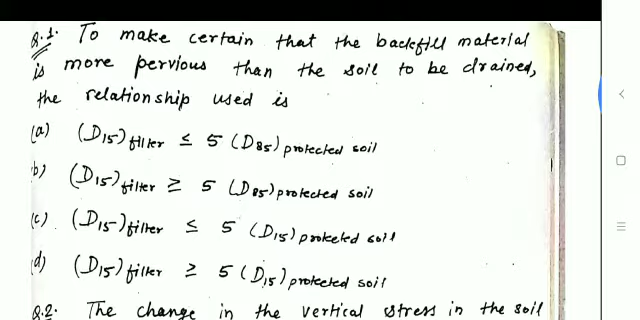 Q.1. To make certain that the backfill material
is more pervious than the soil to be drained,
the relationship used is
(a) (D15)filter ≤ 5 (D85) protected soil
b) (D15)filter ≥ 5 (D85) protected soil
(c) (D15)filter ≤ 5 (D15) protected soil
(d) (D15)filter ≥ 5 (D15) protected soil
Q.2. The change in the vertical stress in the soil